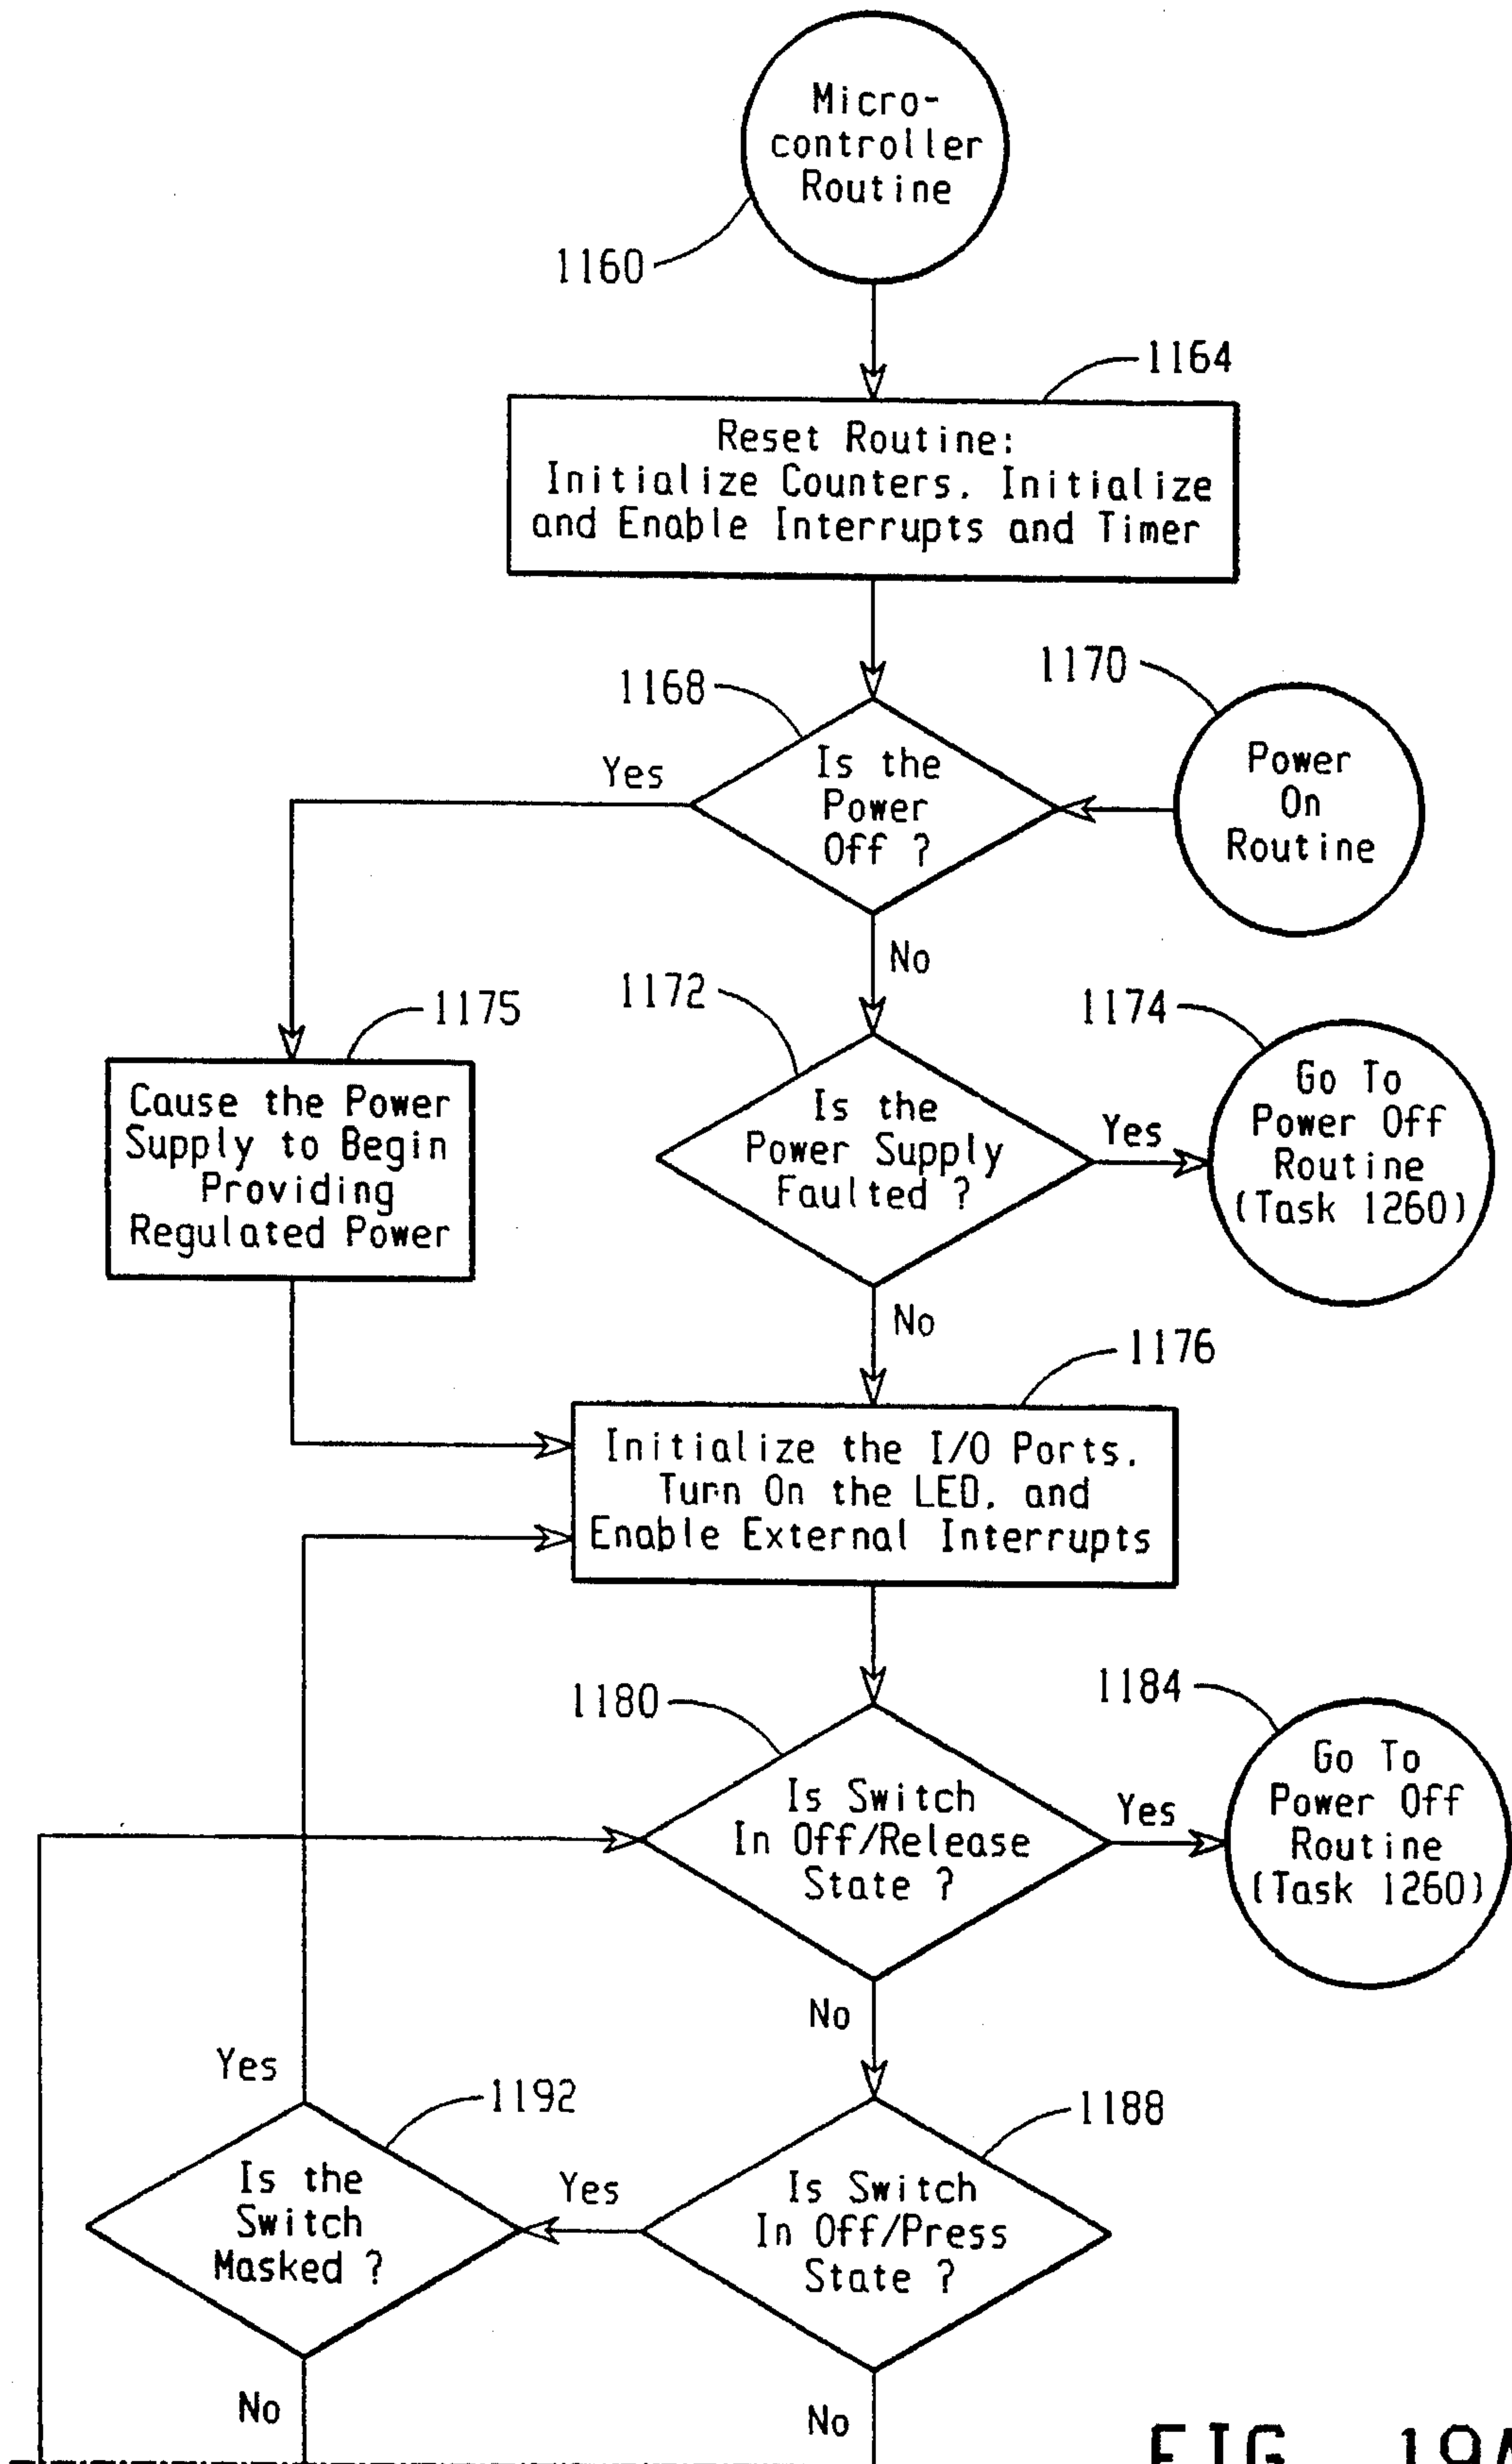 Micro-
controller
Routine
1160
1164
Reset Routine:
Initialize Counters, Initialize
and Enable Interrupts and Timer
1168
1170
Is the
Power
Off ?
Yes
Power
On
Routine
No
1175
1172
1174
Cause the Power
Supply to Begin
Providing
Regulated Power
Is the
Power Supply
Faulted ?
Yes
Go To
Power Off
Routine
(Task 1260)
No
1176
Initialize the I/O Ports,
Turn On the LED, and
Enable External Interrupts
1180
1184
Is Switch
In Off/Release
State ?
Yes
Go To
Power Off
Routine
(Task 1260)
No
Yes
1192
1188
Is the
Switch
Masked ?
Yes
Is Switch
In Off/Press
State ?
No
No
FIG. 19A